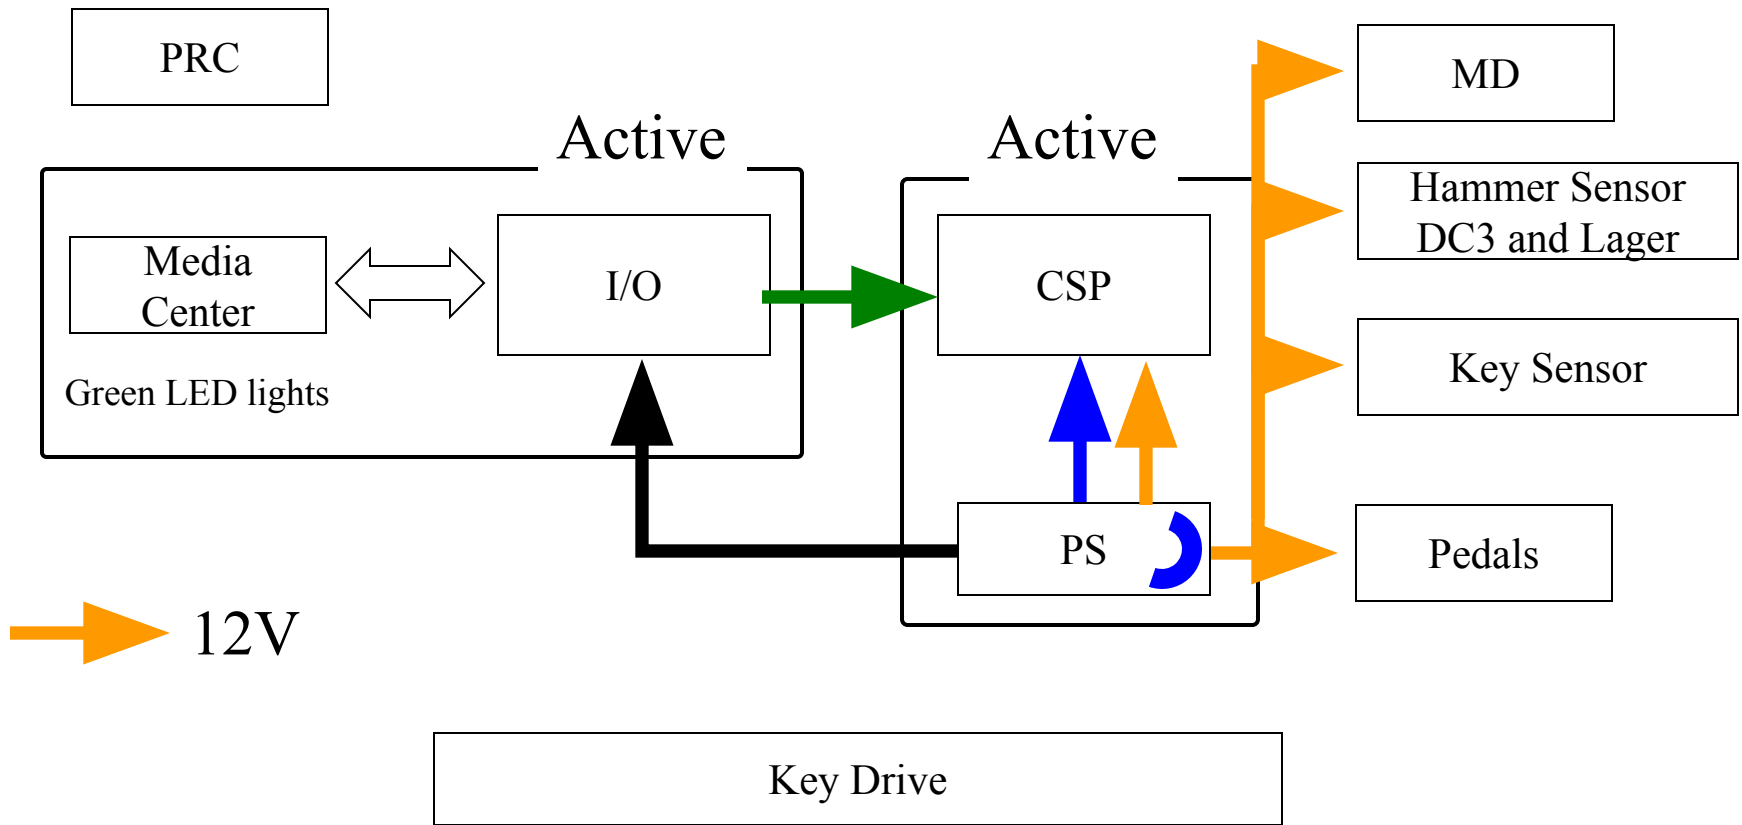 PRC
MD
Active
Active
Hammer Sensor
DC3 and Lager
Media
Center
I/O
CSP
Key Sensor
Green LED lights
PS
Pedals
12V
Key Drive